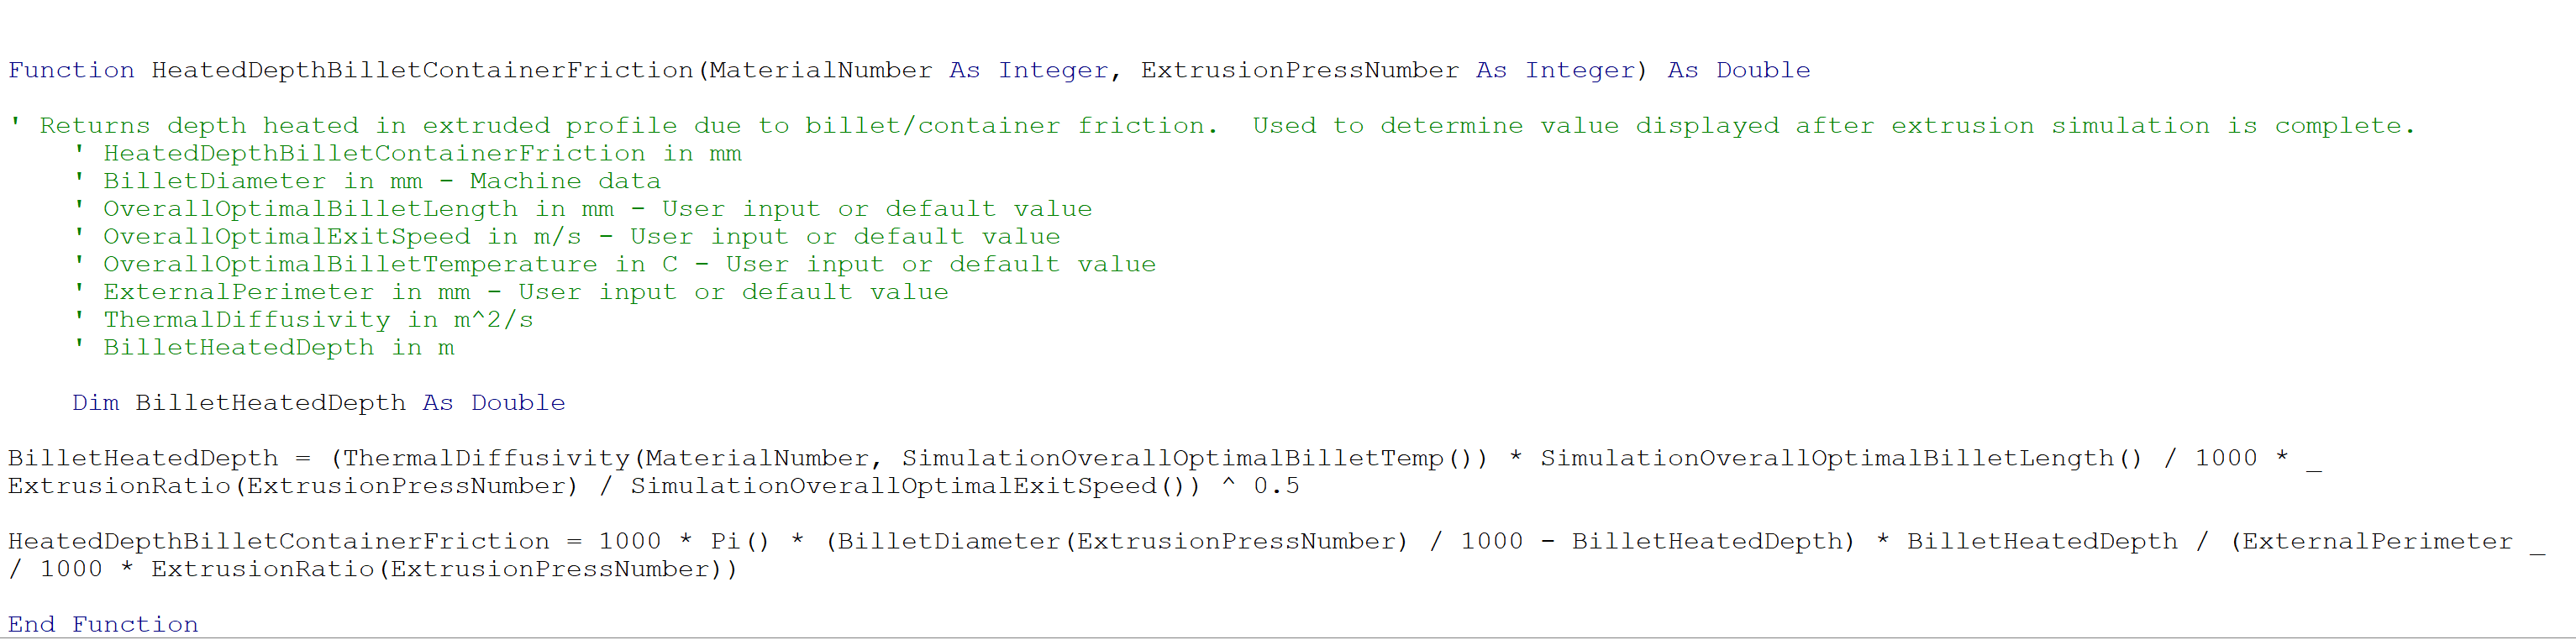 Function HeatedDepthBilletContainerFriction(MaterialNumber As Integer, ExtrusionPressNumber As Integer) As Double
' Returns depth heated in extruded profile due to billet/container friction.  Used to determine value displayed after extrusion simulation is complete.
' HeatedDepthBilletContainerFriction in mm
' BilletDiameter in mm - Machine data
' OverallOptimalBilletLength in mm - User input or default value
' OverallOptimalExitSpeed in m/s - User input or default value
' OverallOptimalBilletTemperature in C - User input or default value
' ExternalPerimeter in mm - User input or default value
' ThermalDiffusivity in m^2/s
' BilletHeatedDepth in m
Dim BilletHeatedDepth As Double
BilletHeatedDepth = (ThermalDiffusivity(MaterialNumber, SimulationOverallOptimalBilletTemp()) * SimulationOverallOptimalBilletLength() / 1000 * _
ExtrusionRatio(ExtrusionPressNumber) / SimulationOverallOptimalExitSpeed()) ^ 0.5
HeatedDepthBilletContainerFriction = 1000 * Pi() * (BilletDiameter(ExtrusionPressNumber) / 1000 - BilletHeatedDepth) * BilletHeatedDepth / (ExternalPerimeter _
/ 1000 * ExtrusionRatio(ExtrusionPressNumber))
End Function